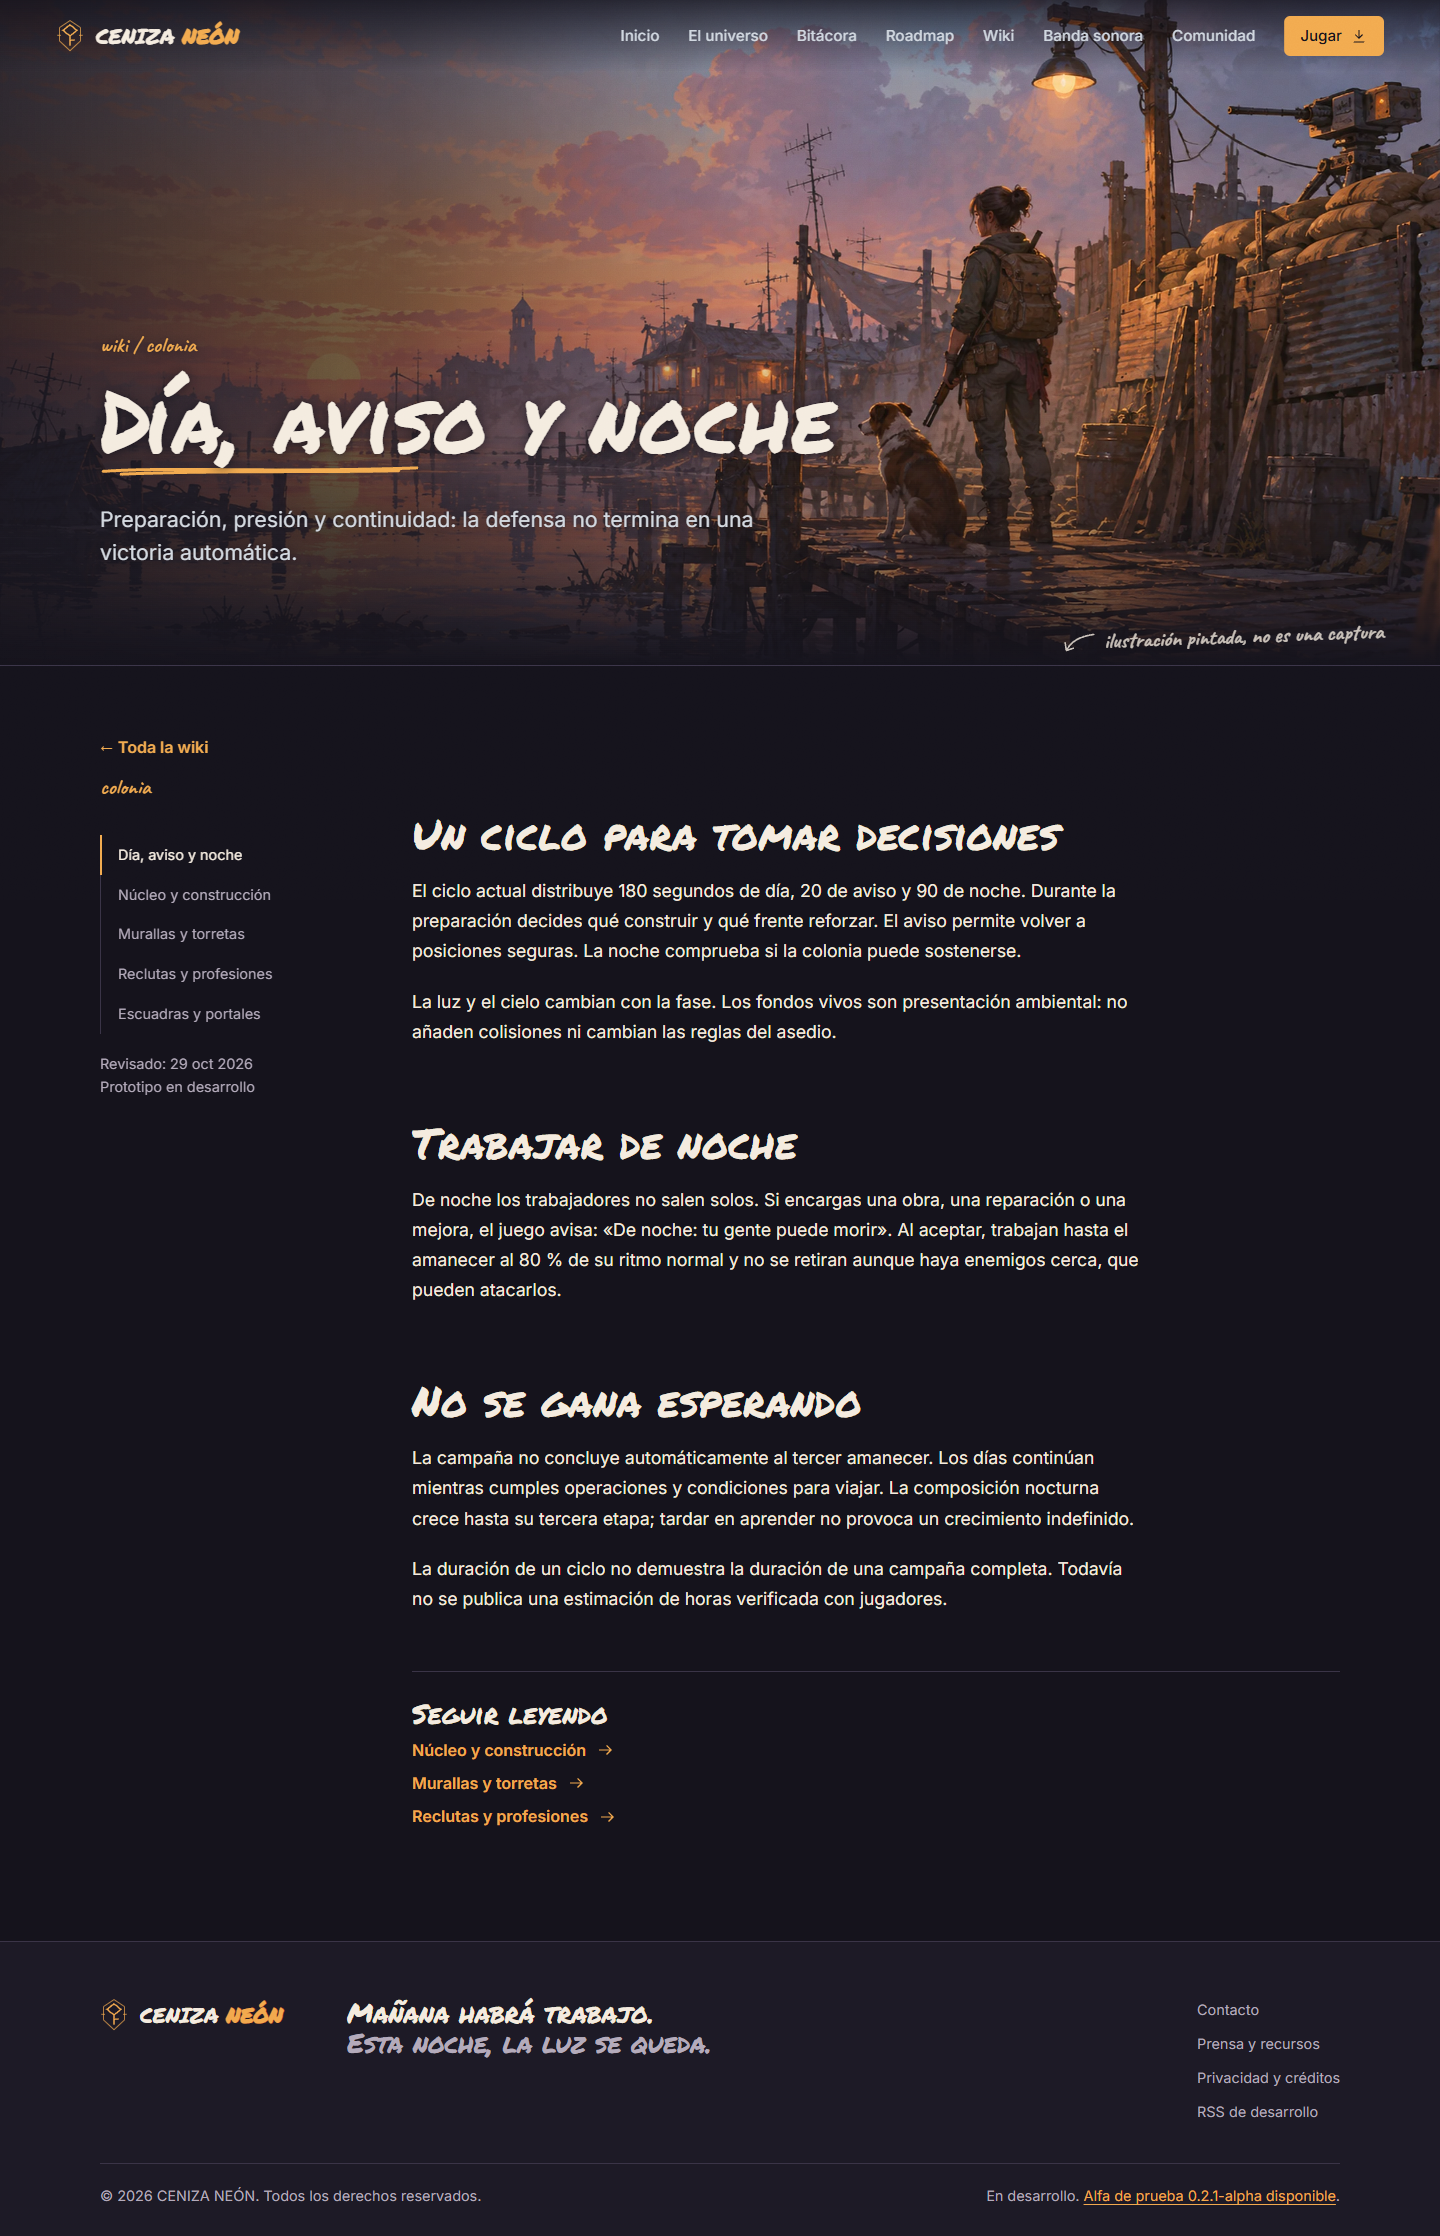 CENIZA NEÓN
Inicio El universo Bitácora Roadmap Wiki Banda sonora Comunidad Jugar
wiki / colonia
Día, aviso y noche
Preparación, presión y continuidad: la defensa no termina en una
victoria automática.
ilustración pintada, no es una captura
← Toda la wiki
colonia
Día, aviso y noche
Núcleo y construcción
Murallas y torretas
Reclutas y profesiones
Escuadras y portales
Revisado: 29 oct 2026
Prototipo en desarrollo
Un ciclo para tomar decisiones
El ciclo actual distribuye 180 segundos de día, 20 de aviso y 90 de noche. Durante la
preparación decides qué construir y qué frente reforzar. El aviso permite volver a
posiciones seguras. La noche comprueba si la colonia puede sostenerse.
La luz y el cielo cambian con la fase. Los fondos vivos son presentación ambiental: no
añaden colisiones ni cambian las reglas del asedio.
Trabajar de noche
De noche los trabajadores no salen solos. Si encargas una obra, una reparación o una
mejora, el juego avisa: «De noche: tu gente puede morir». Al aceptar, trabajan hasta el
amanecer al 80 % de su ritmo normal y no se retiran aunque haya enemigos cerca, que
pueden atacarlos.
No se gana esperando
La campaña no concluye automáticamente al tercer amanecer. Los días continúan
mientras cumples operaciones y condiciones para viajar. La composición nocturna
crece hasta su tercera etapa; tardar en aprender no provoca un crecimiento indefinido.
La duración de un ciclo no demuestra la duración de una campaña completa. Todavía
no se publica una estimación de horas verificada con jugadores.
Seguir leyendo
Núcleo y construcción →
Murallas y torretas →
Reclutas y profesiones →
CENIZA NEÓN
Mañana habrá trabajo.
Esta noche, la luz se queda.
Contacto
Prensa y recursos
Privacidad y créditos
RSS de desarrollo
© 2026 CENIZA NEÓN. Todos los derechos reservados.
En desarrollo. Alfa de prueba 0.2.1-alpha disponible.